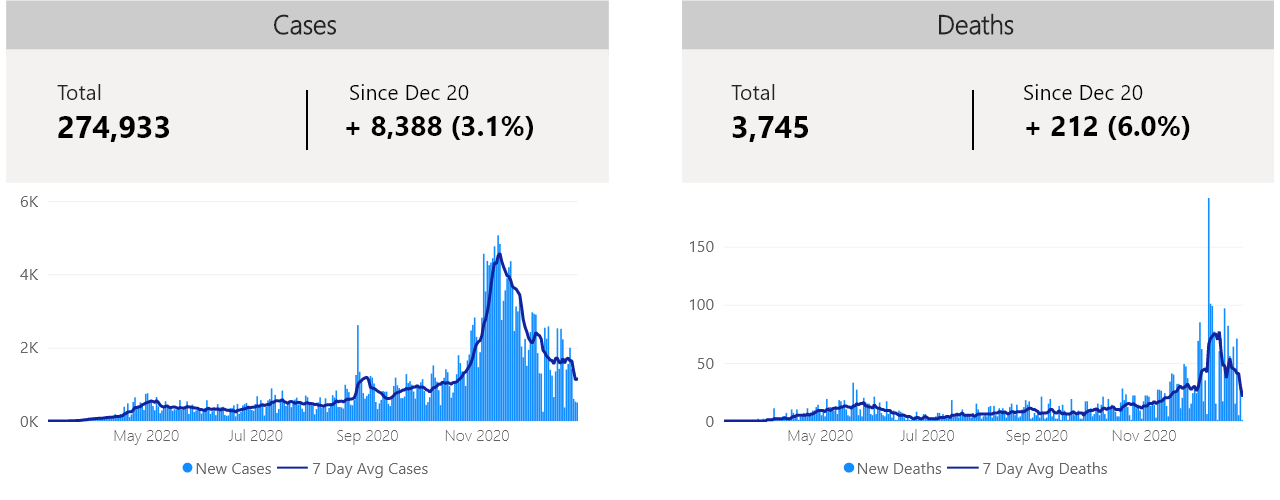 Cases
Total
274,933
Since Dec 20
+ 8,388 (3.1%)
6K
4K
2K
0K
May 2020 Jul 2020 Sep 2020 Nov 2020
New Cases 7 Day Avg Cases
Deaths
Total
3,745
Since Dec 20
+ 212 (6.0%)
150
100
50
0
May 2020 Jul 2020 Sep 2020 Nov 2020
New Deaths 7 Day Avg Deaths